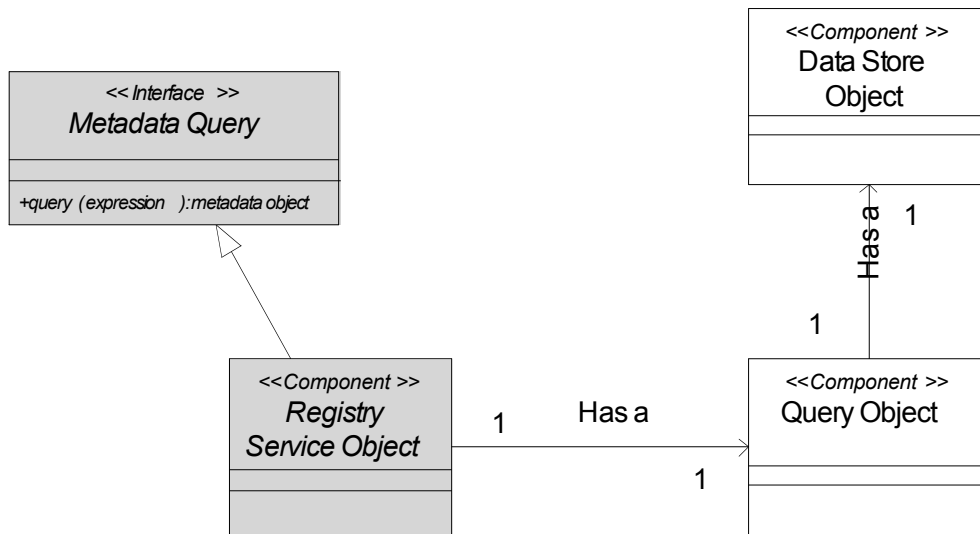 <<Component >>
Data Store
Object
<< Interface >>
Metadata Query
+query (expression ):metadata object
1
Has a
1
<<Component >>
Registry
Service Object
1
Has a
1
<<Component >>
Query Object